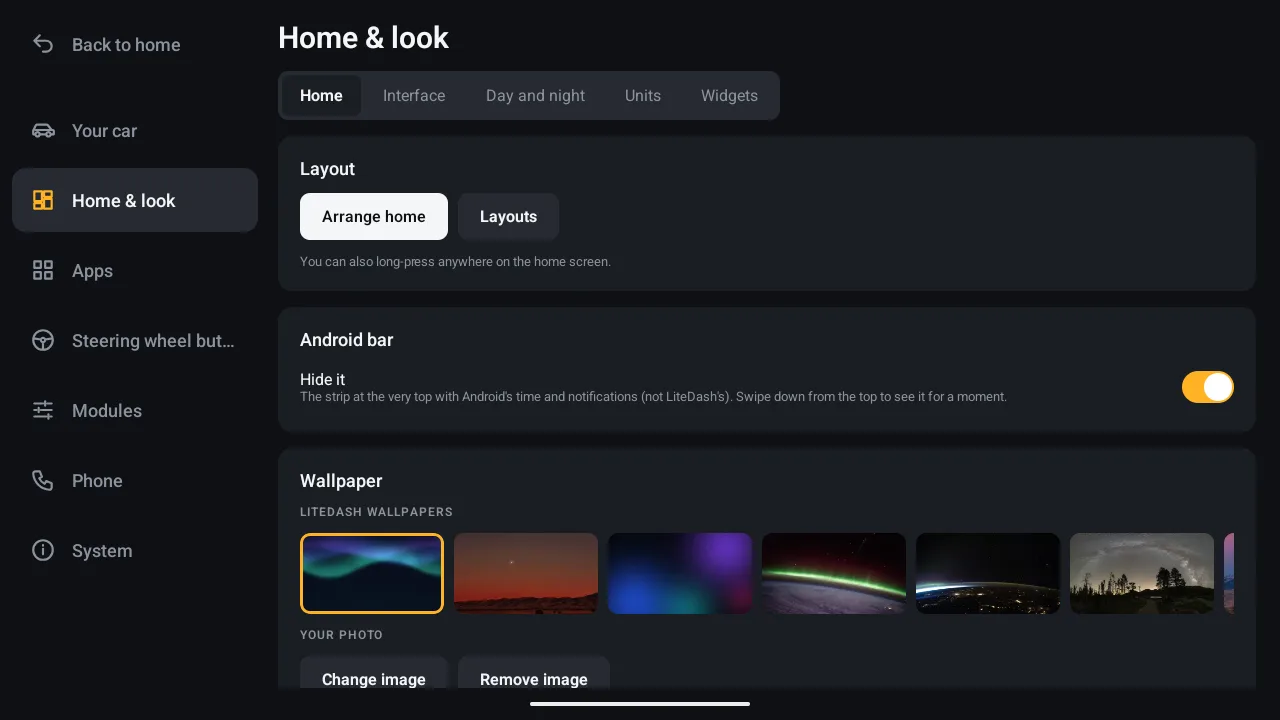 Back to home
Your car
Home & look
Apps
Steering wheel but...
Modules
Phone
System
Home & look
Home
Interface
Day and night
Units
Widgets
Layout
Arrange home
Layouts
You can also long-press anywhere on the home screen.
Android bar
Hide it
The strip at the very top with Android's time and notifications (not LiteDash's). Swipe down from the top to see it for a moment.
Wallpaper
LITEDASH WALLPAPERS
YOUR PHOTO
Change image
Remove image